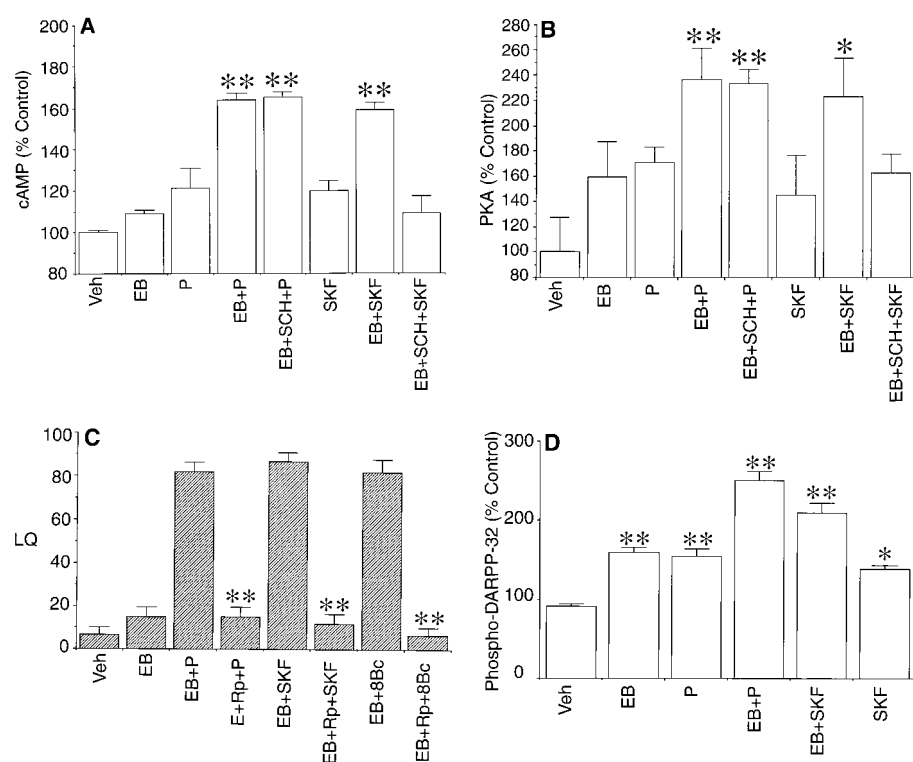 A
cAMP (% Control)
200
180
160
140
120
100
80
**
**
**
Veh
EB
P
EB+P
EB+SCH+P
SKF
EB+SKF
EB+SCH+SKF
B
PKA (% Control)
280
260
240
220
200
180
160
140
120
100
80
**
**
*
Veh
EB
P
EB+P
EB+SCH+P
SKF
EB+SKF
EB+SCH+SKF
C
LQ
100
80
60
40
20
0
**
**
**
Veh
EB
EB+P
E+Rp+P
EB+SKF
EB+Rp+SKF
EB+8Bc
EB+Rp+8Bc
D
Phospho-DARPP-32 (% Control)
300
200
100
0
**
**
**
**
*
Veh
EB
P
EB+P
EB+SKF
SKF